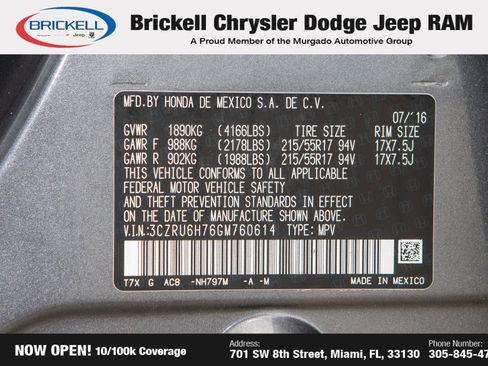 BRICKELL
Jeep
Brickell Chrysler Dodge Jeep RAM
A Proud Member of the Murgado Automotive Group
MFD.BY HONDA DE MEXICO S.A. DE C.V.
07/'16
GVWR 1890KG (4166LBS) TIRE SIZE RIM SIZE
GAWR F 988KG (2178LBS) 215/55R17 94V 17X7.5J
GAWR R 902KG (1988LBS) 215/55R17 94V 17X7.5J
THIS VEHICLE CONFORMS TO ALL APPLICABLE
FEDERAL MOTOR VEHICLE SAFETY
AND THEFT PREVENTION STANDARDS IN EFFECT
ON THE DATE OF MANUFACTURE SHOWN ABOVE.
V.I.N:3CZRU6H76GM760614 TYPE: MPV
T7X G AC8 -NH797M -A -M
MADE IN MEXICO
NOW OPEN! 10/100k Coverage
Address:
701 SW 8th Street, Miami, FL, 33130
Phone Number:
305-845-47